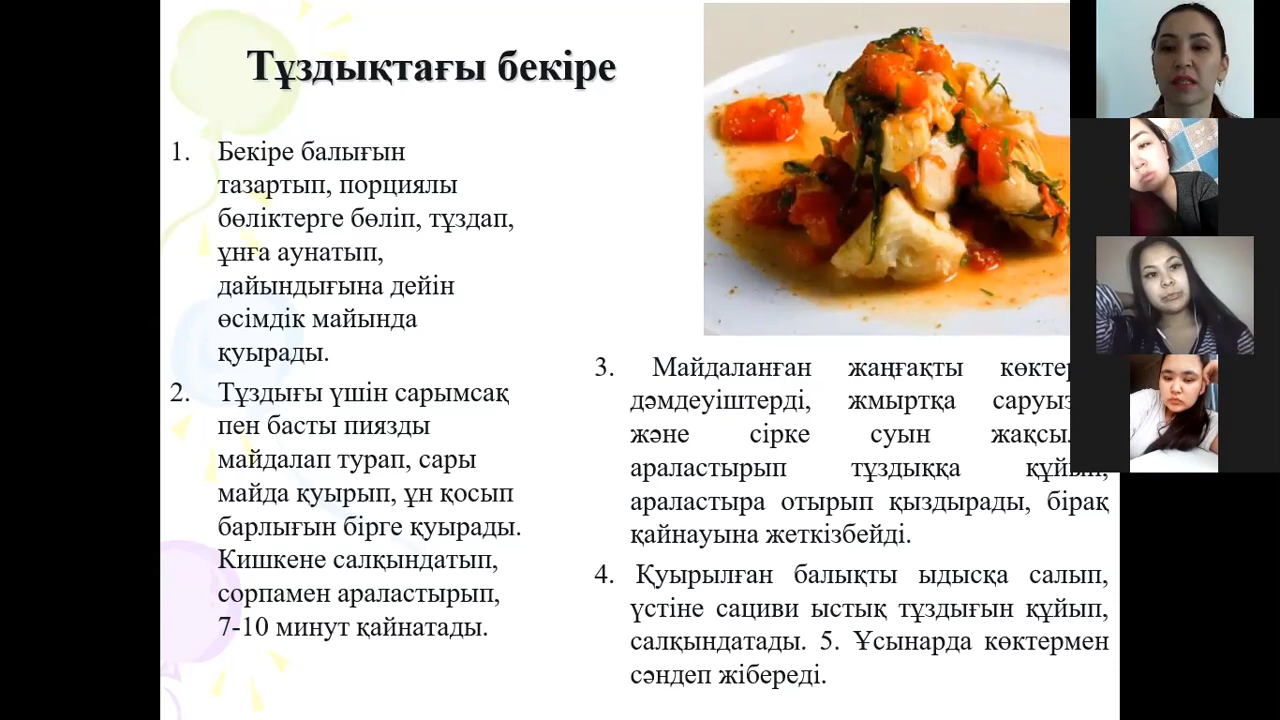 Тұздықтағы бекіре
1. Бекіре балығын
тазартып, порциялы
бөліктерге бөліп, тұздап,
ұнға аунатып,
дайындығына дейін
өсімдік майында
қуырады.
2. Тұздығы үшін сарымсақ
пен басты пиязды
майдалап турап, сары
майда қуырып, ұн қосып
барлығын бірге қуырады.
Кишкене салқындатып,
сорпамен араластырып,
7-10 минут қайнатады.
3. Майдаланған жаңғақты
дәмдеуіштерді, жмыртқа
және сірке суын
араластырып тұздыққа құйып,
араластыра отырып қыздырады, бірақ
қайнауына жеткізбейді.
4. Қуырылған балықты ыдысқа салып,
үстіне сациви ыстық тұздығын құйып,
салқындатады. 5. Ұсынарда көктермен
сәндеп жібереді.